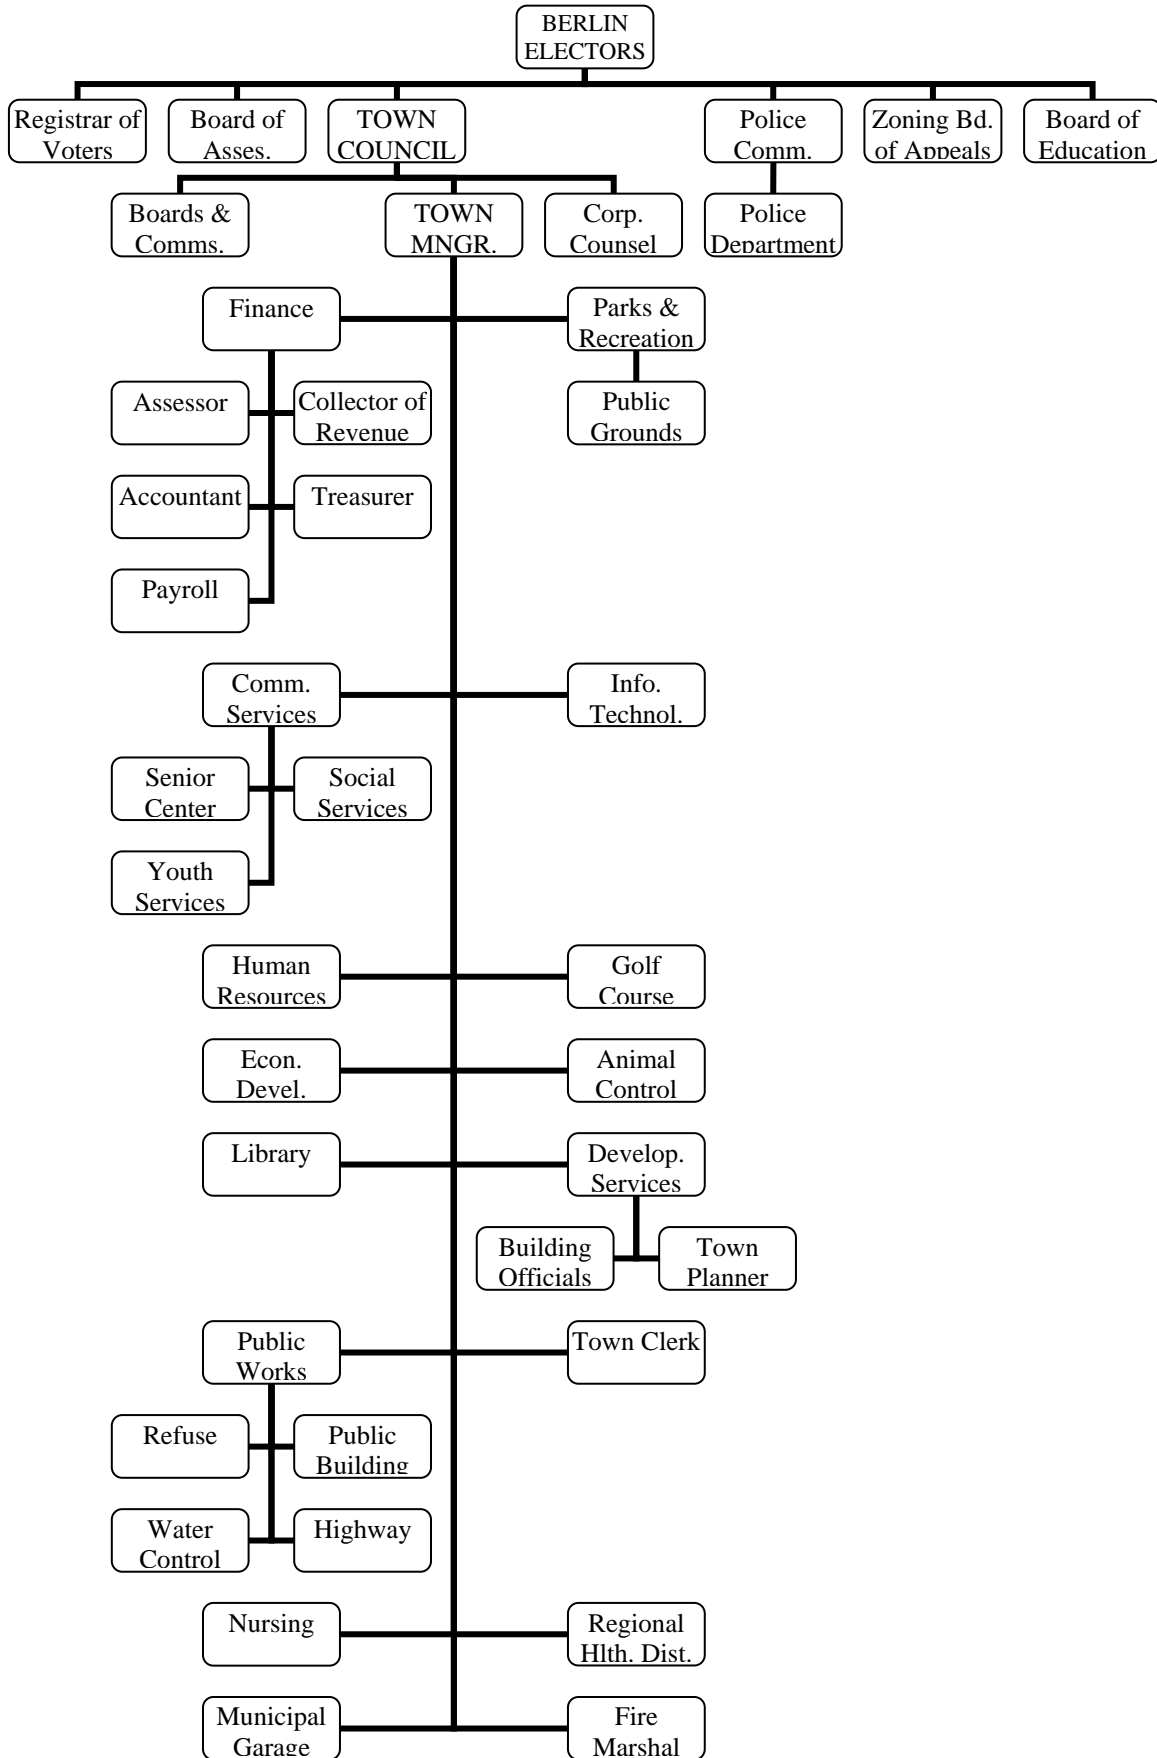 BERLIN
ELECTORS
Registrar of
Voters
Board of
Asses.
TOWN
COUNCIL
Police
Comm.
Zoning Bd.
of Appeals
Board of
Education
Boards &
Comms.
TOWN
MNGR.
Corp.
Counsel
Police
Department
Finance
Parks &
Recreation
Assessor
Collector of
Revenue
Public
Grounds
Accountant
Treasurer
Payroll
Comm.
Services
Info.
Technol.
Senior
Center
Social
Services
Youth
Services
Human
Resources
Golf
Course
Econ.
Devel.
Animal
Control
Library
Develop.
Services
Building
Officials
Town
Planner
Public
Works
Town Clerk
Refuse
Public
Building
Water
Control
Highway
Nursing
Regional
Hlth. Dist.
Municipal
Garage
Fire
Marshal